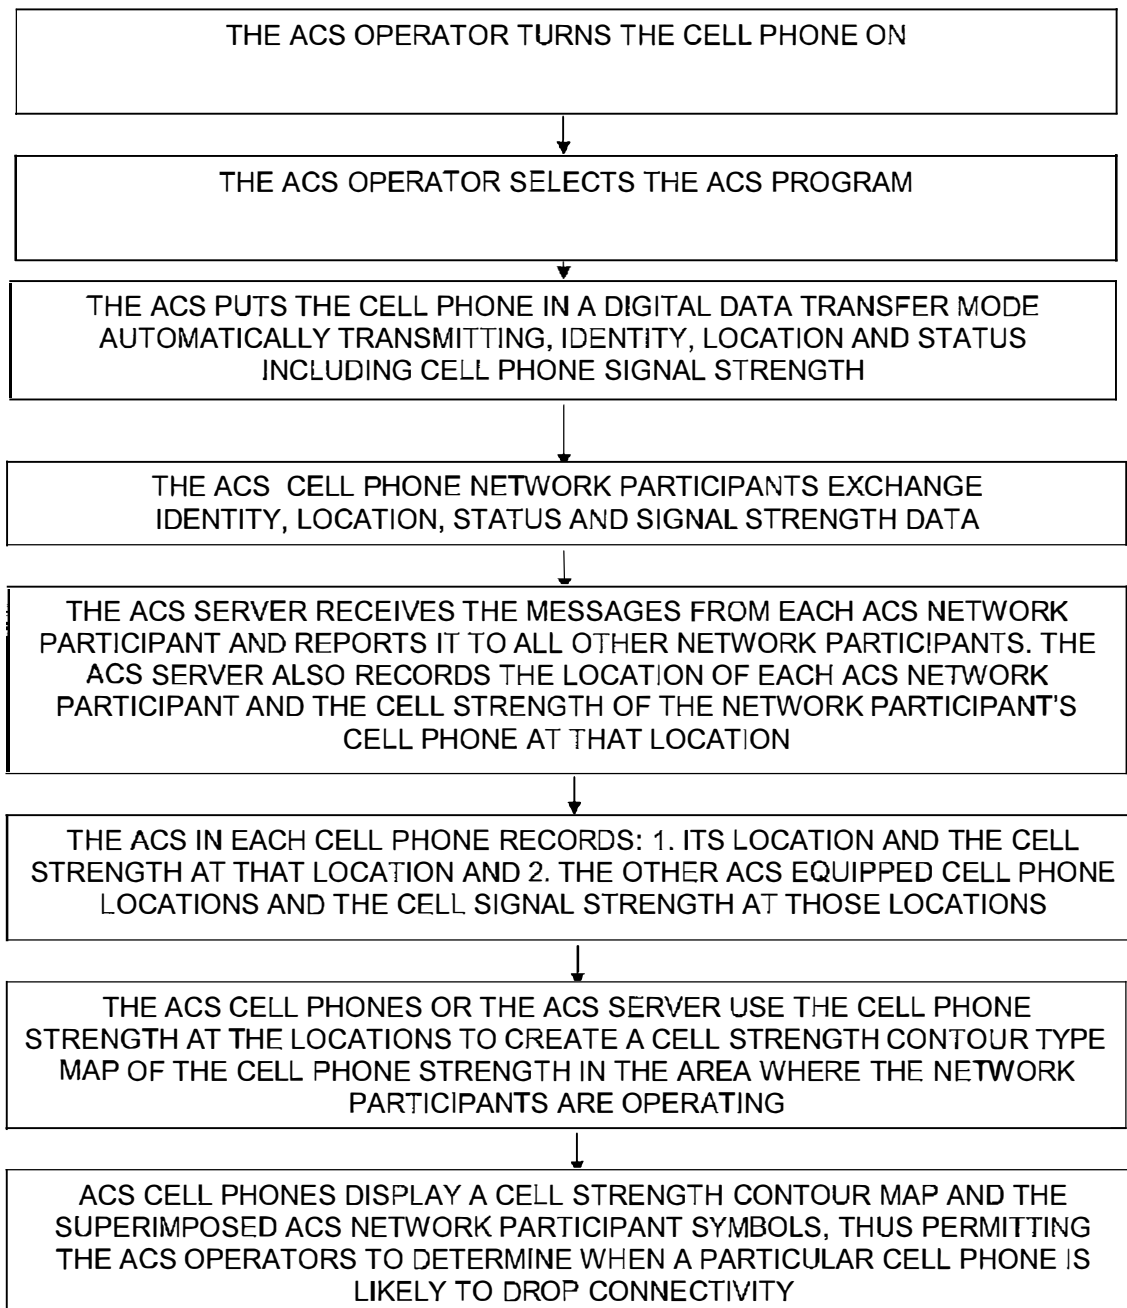 THE ACS OPERATOR TURNS THE CELL PHONE ON
THE ACS OPERATOR SELECTS THE ACS PROGRAM
THE ACS PUTS THE CELL PHONE IN A DIGITAL DATA TRANSFER MODE
AUTOMATICALLY TRANSMITTING, IDENTITY, LOCATION AND STATUS
INCLUDING CELL PHONE SIGNAL STRENGTH
THE ACS CELL PHONE NETWORK PARTICIPANTS EXCHANGE
IDENTITY, LOCATION, STATUS AND SIGNAL STRENGTH DATA
THE ACS SERVER RECEIVES THE MESSAGES FROM EACH ACS NETWORK
PARTICIPANT AND REPORTS IT TO ALL OTHER NETWORK PARTICIPANTS. THE
ACS SERVER ALSO RECORDS THE LOCATION OF EACH ACS NETWORK
PARTICIPANT AND THE CELL STRENGTH OF THE NETWORK PARTICIPANT'S
CELL PHONE AT THAT LOCATION
THE ACS IN EACH CELL PHONE RECORDS: 1. ITS LOCATION AND THE CELL
STRENGTH AT THAT LOCATION AND 2. THE OTHER ACS EQUIPPED CELL PHONE
LOCATIONS AND THE CELL SIGNAL STRENGTH AT THOSE LOCATIONS
THE ACS CELL PHONES OR THE ACS SERVER USE THE CELL PHONE
STRENGTH AT THE LOCATIONS TO CREATE A CELL STRENGTH CONTOUR TYPE
MAP OF THE CELL PHONE STRENGTH IN THE AREA WHERE THE NETWORK
PARTICIPANTS ARE OPERATING
ACS CELL PHONES DISPLAY A CELL STRENGTH CONTOUR MAP AND THE
SUPERIMPOSED ACS NETWORK PARTICIPANT SYMBOLS, THUS PERMITTING
THE ACS OPERATORS TO DETERMINE WHEN A PARTICULAR CELL PHONE IS
LIKELY TO DROP CONNECTIVITY